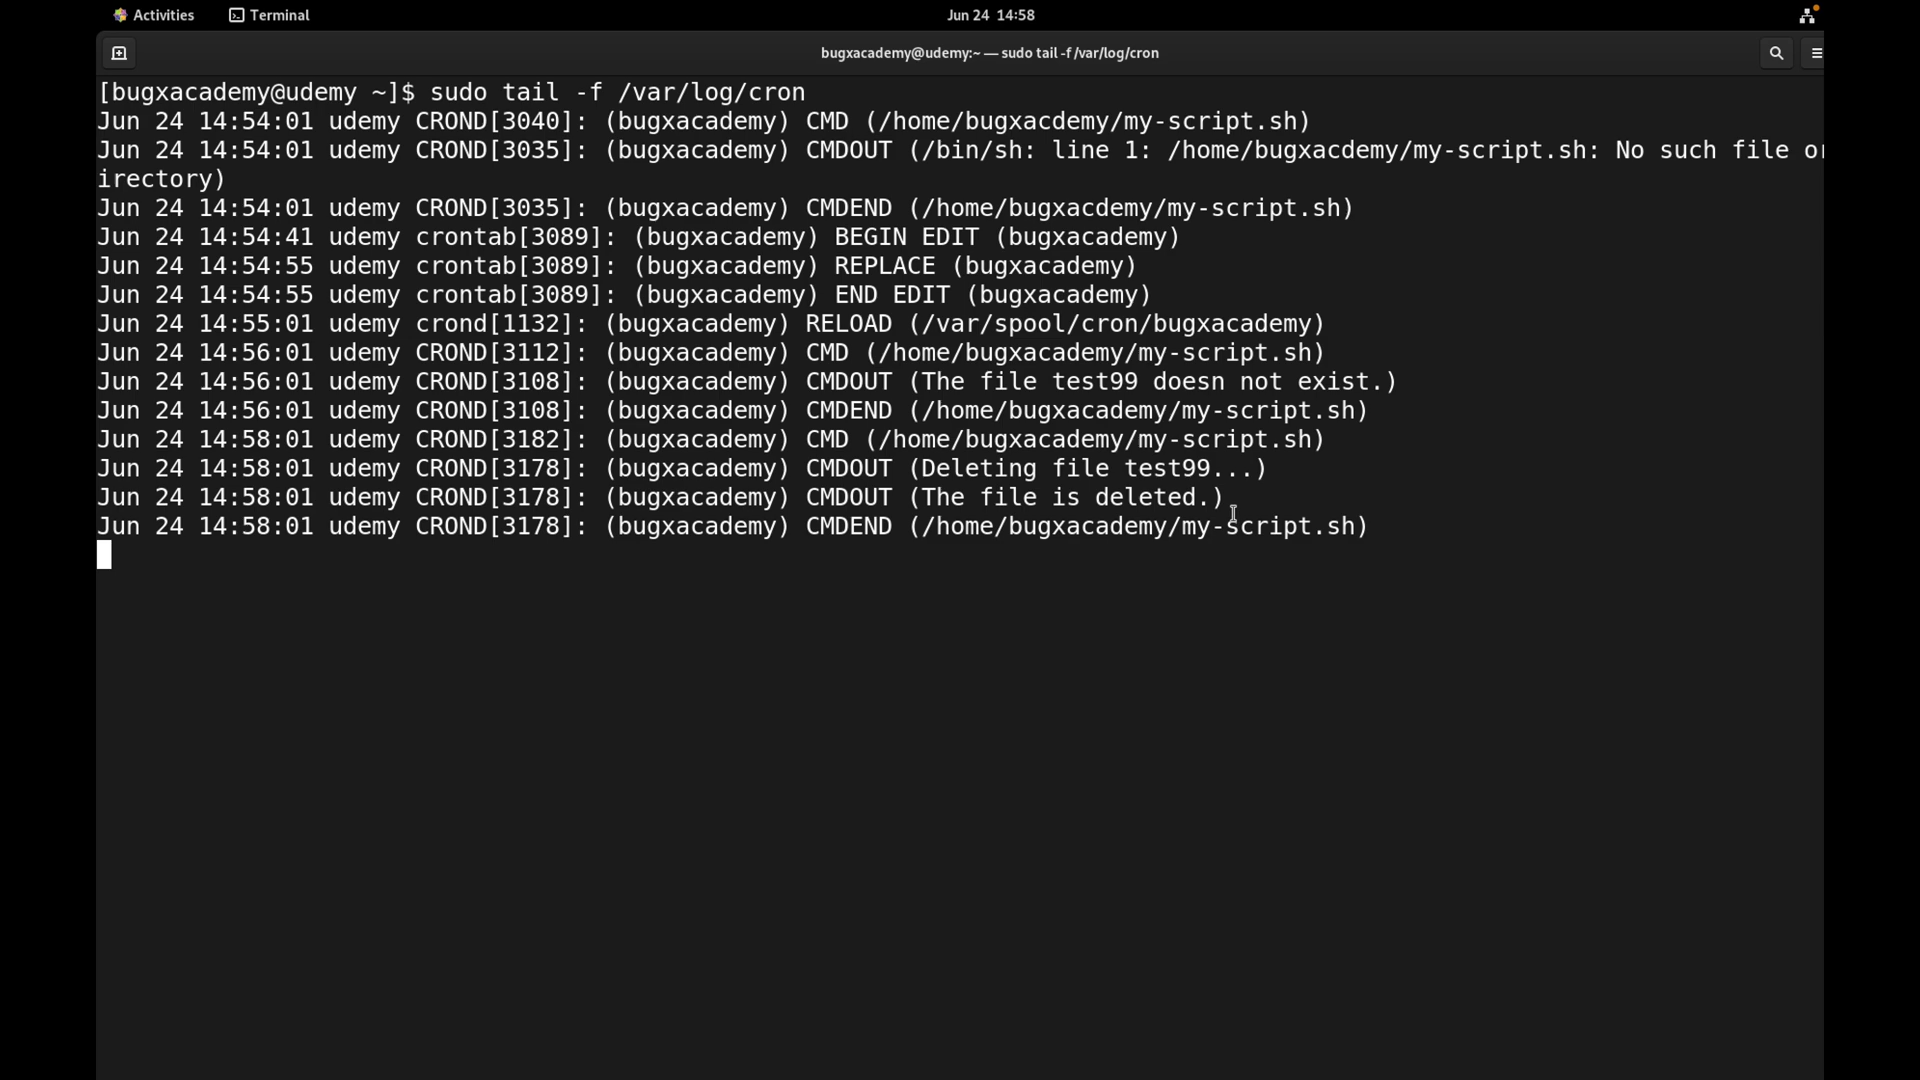 Activities Terminal Jun 24 14:58
bugxacademy@udemy:~ — sudo tail -f /var/log/cron
[bugxacademy@udemy ~]$ sudo tail -f /var/log/cron
Jun 24 14:54:01 udemy CROND[3040]: (bugxacademy) CMD (/home/bugxacdemy/my-script.sh)
Jun 24 14:54:01 udemy CROND[3035]: (bugxacademy) CMDOUT (/bin/sh: line 1: /home/bugxacdemy/my-script.sh: No such file or
irectory)
Jun 24 14:54:01 udemy CROND[3035]: (bugxacademy) CMDEND (/home/bugxacdemy/my-script.sh)
Jun 24 14:54:41 udemy crontab[3089]: (bugxacademy) BEGIN EDIT (bugxacademy)
Jun 24 14:54:55 udemy crontab[3089]: (bugxacademy) REPLACE (bugxacademy)
Jun 24 14:54:55 udemy crontab[3089]: (bugxacademy) END EDIT (bugxacademy)
Jun 24 14:55:01 udemy crond[1132]: (bugxacademy) RELOAD (/var/spool/cron/bugxacademy)
Jun 24 14:56:01 udemy CROND[3112]: (bugxacademy) CMD (/home/bugxacademy/my-script.sh)
Jun 24 14:56:01 udemy CROND[3108]: (bugxacademy) CMDOUT (The file test99 doesn not exist.)
Jun 24 14:56:01 udemy CROND[3108]: (bugxacademy) CMDEND (/home/bugxacademy/my-script.sh)
Jun 24 14:58:01 udemy CROND[3182]: (bugxacademy) CMD (/home/bugxacademy/my-script.sh)
Jun 24 14:58:01 udemy CROND[3178]: (bugxacademy) CMDOUT (Deleting file test99...)
Jun 24 14:58:01 udemy CROND[3178]: (bugxacademy) CMDOUT (The file is deleted.)
Jun 24 14:58:01 udemy CROND[3178]: (bugxacademy) CMDEND (/home/bugxacademy/my-script.sh)